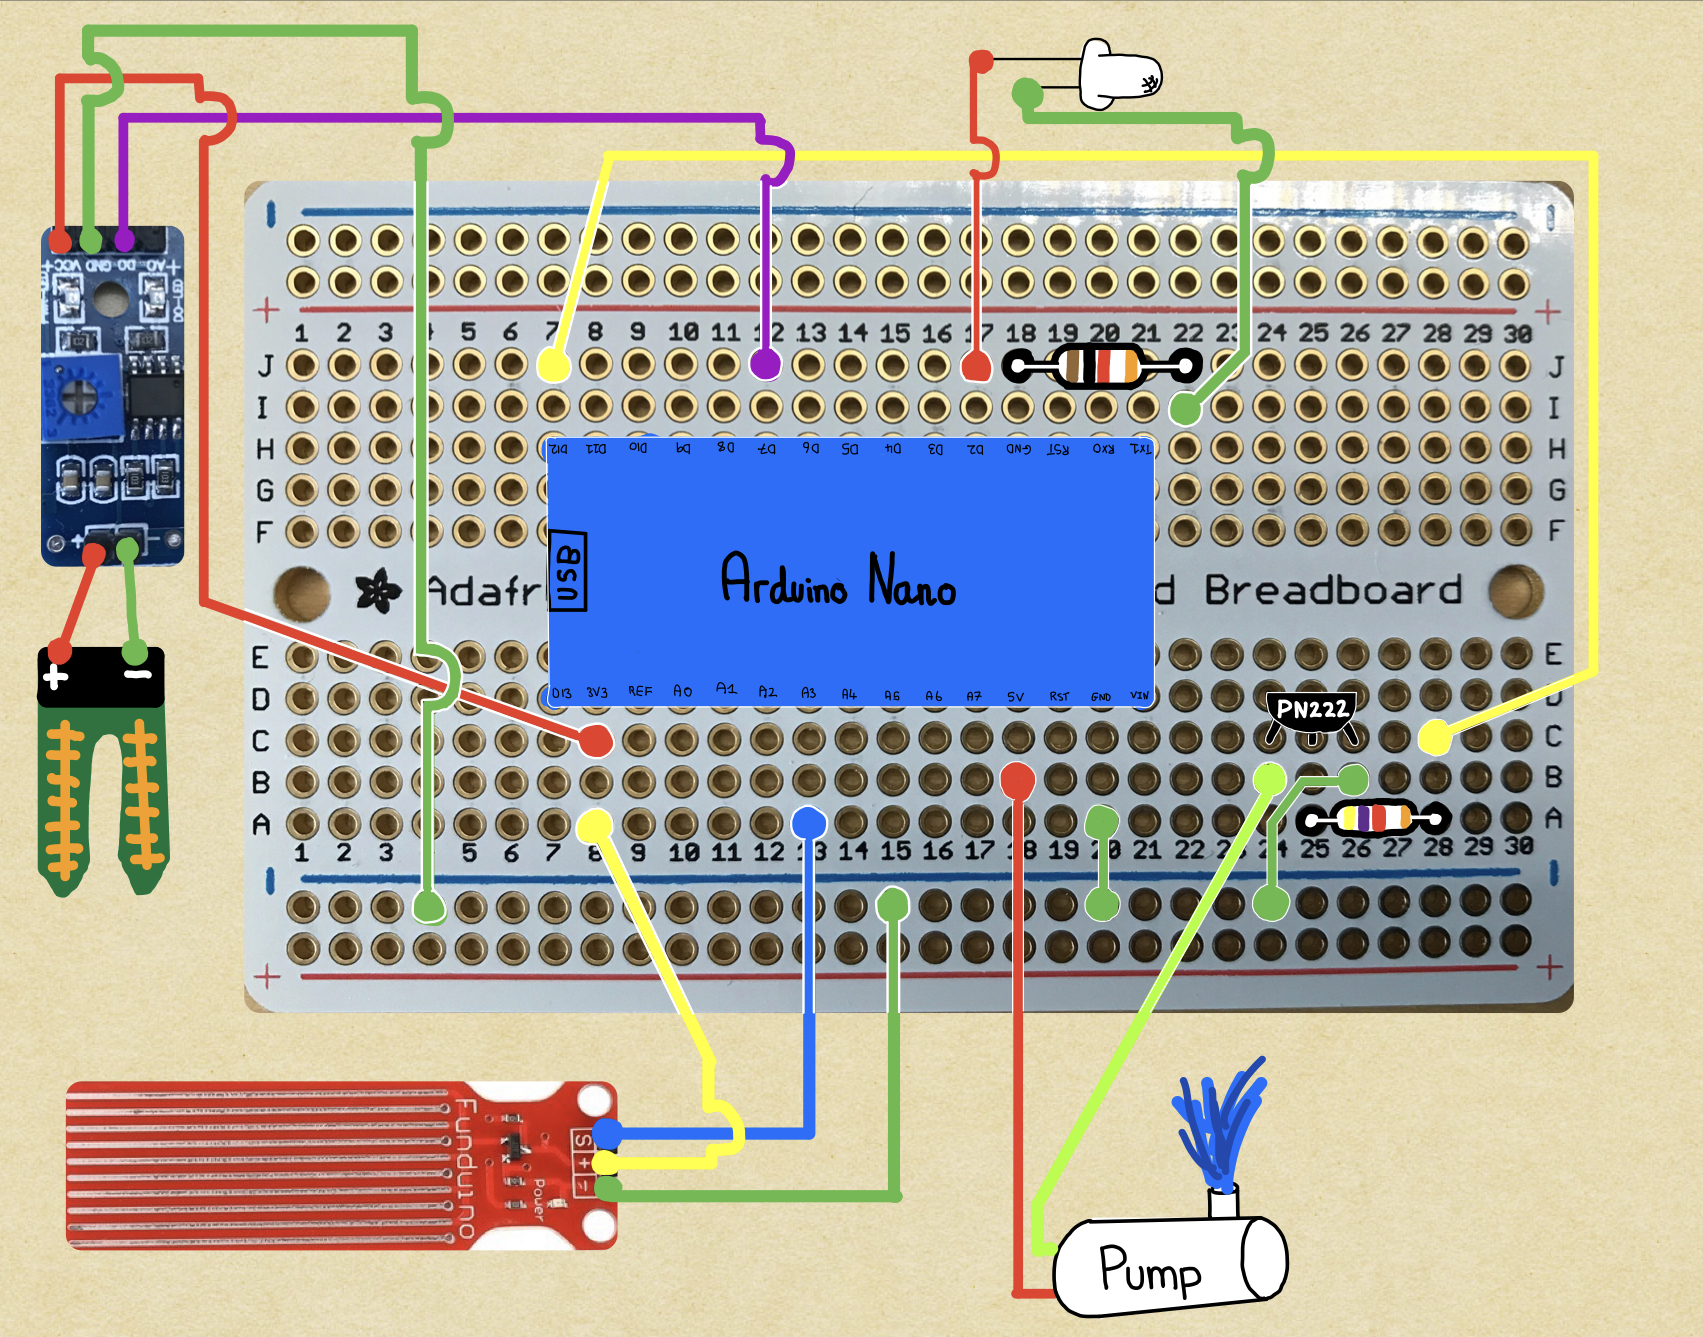 + VCC GND DO AO +
DO-LED
3362
+ −
+ −
1 2 3 4 5 6 7 8 9 10 11 12 13 14 15 16 17 18 19 20 21 22 23 24 25 26 27 28 29 30
J J
I I
H D12 D11 D10 D9 D8 D7 D6 D5 D4 D3 D2 GND RST RX0 TX1 H
G G
F F
USB
Arduino Nano
Adafr
d Breadboard
E E
D D13 3V3 REF A0 A1 A2 A3 A4 A5 A6 A7 5V RST GND VIN D
PN222
C C
B B
A A
1 2 3 5 6 7 8 9 10 11 12 13 14 15 16 17 18 19 20 21 22 23 24 25 26 27 28 29 30
+ +
Funduino
S
+
−
Power
Pump